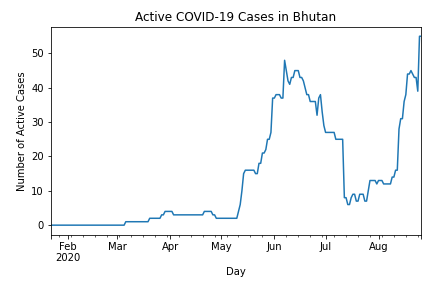 Active COVID-19 Cases in Bhutan
Number of Active Cases
50
40
30
20
10
0
Feb Mar Apr May Jun Jul Aug
2020
Day